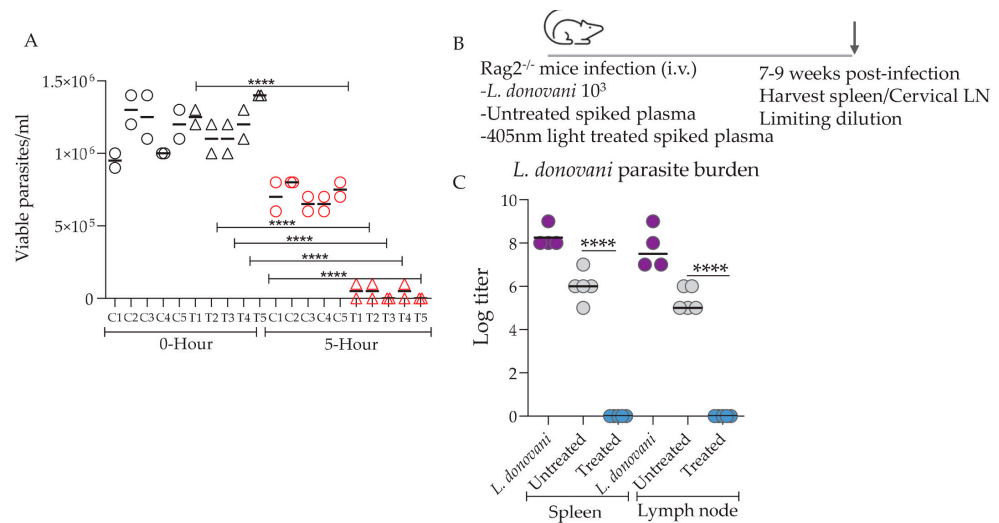 A
****
1.5×10⁶
1×10⁶
5×10⁵
0
Viable parasites/ml
****
****
****
****
C1 C2 C3 C4 C5 T1 T2 T3 T4 T5 C1 C2 C3 C4 C5 T1 T2 T3 T4 T5
0-Hour 5-Hour
B
Rag2⁻/⁻ mice infection (i.v.)
-L. donovani 10³
-Untreated spiked plasma
-405nm light treated spiked plasma
7-9 weeks post-infection
Harvest spleen/Cervical LN
Limiting dilution
C
L. donovani parasite burden
10
8
6
4
2
0
Log titer
****
****
L. donovani
Untreated
Treated
L. donovani
Untreated
Treated
Spleen Lymph node